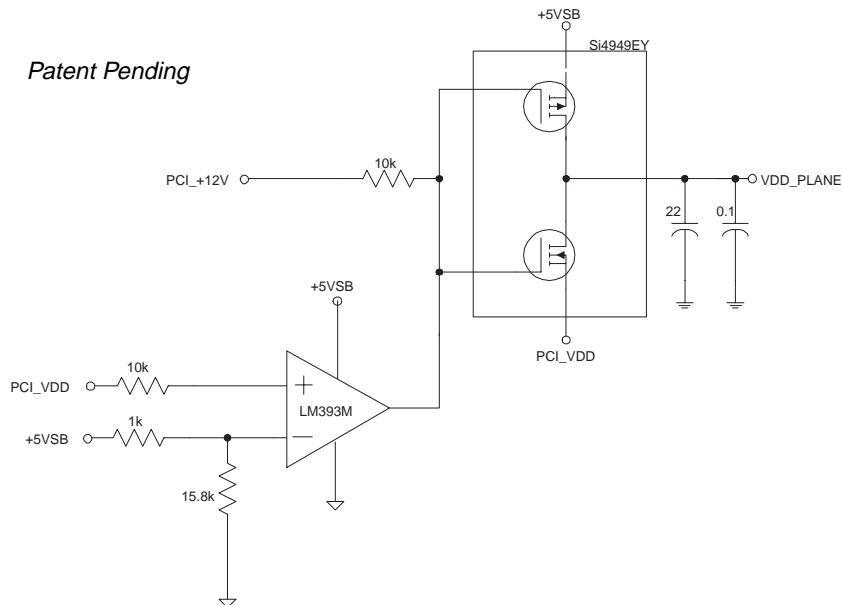 +5VSB
Si4949EY
Patent Pending
10k
PCI_+12V
VDD_PLANE
22
0.1
+5VSB
PCI_VDD
10k
PCI_VDD
+
LM393M
1k
−
+5VSB
15.8k